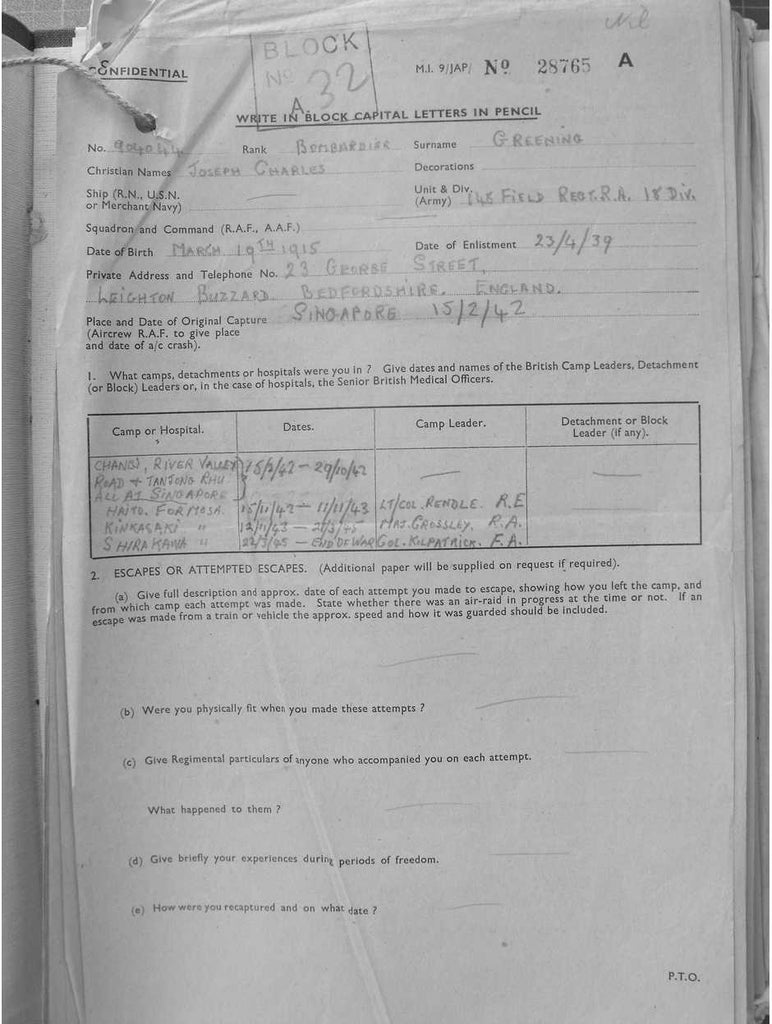 Nil
CONFIDENTIAL
BLOCK
No
A. 32
M.I. 9/JAP/ No 28765 A
WRITE IN BLOCK CAPITAL LETTERS IN PENCIL
No. 904044 Rank BOMBARDIER Surname GREENING
Christian Names JOSEPH CHARLES Decorations
Ship (R.N., U.S.N.
or Merchant Navy)
Unit & Div.
(Army) 148 FIELD REGT. R.A. 18 DIV.
Squadron and Command (R.A.F., A.A.F.)
Date of Birth MARCH 19TH 1915 Date of Enlistment 23/4/39
Private Address and Telephone No. 23 GEORGE STREET,
LEIGHTON BUZZARD. BEDFORDSHIRE. ENGLAND.
Place and Date of Original Capture SINGAPORE 15/2/42
(Aircrew R.A.F. to give place
and date of a/c crash).
1. What camps, detachments or hospitals were you in ? Give dates and names of the British Camp Leaders, Detachment
(or Block) Leaders or, in the case of hospitals, the Senior British Medical Officers.
Camp or Hospital. Dates. Camp Leader. Detachment or Block
Leader (if any).
CHANGI, RIVER VALLEY 15/2/42 — 29/10/42 — —
ROAD + TANJONG RHU
ALL AT SINGAPORE
HAITO. FORMOSA. 15/11/42 — 11/11/43 LT/COL. RENDLE. R.E
KINKASAKI " 12/11/43 — 21/3/45 MAJ. CROSSLEY. R.A.
SHIRAKAWA " 22/3/45 — END OF WAR COL. KILPATRICK. F.A.
2. ESCAPES OR ATTEMPTED ESCAPES. (Additional paper will be supplied on request if required).
(a) Give full description and approx. date of each attempt you made to escape, showing how you left the camp, and
from which camp each attempt was made. State whether there was an air-raid in progress at the time or not. If an
escape was made from a train or vehicle the approx. speed and how it was guarded should be included.
(b) Were you physically fit when you made these attempts ?
(c) Give Regimental particulars of anyone who accompanied you on each attempt.
What happened to them ?
(d) Give briefly your experiences during periods of freedom.
(e) How were you recaptured and on what date ?
P.T.O.